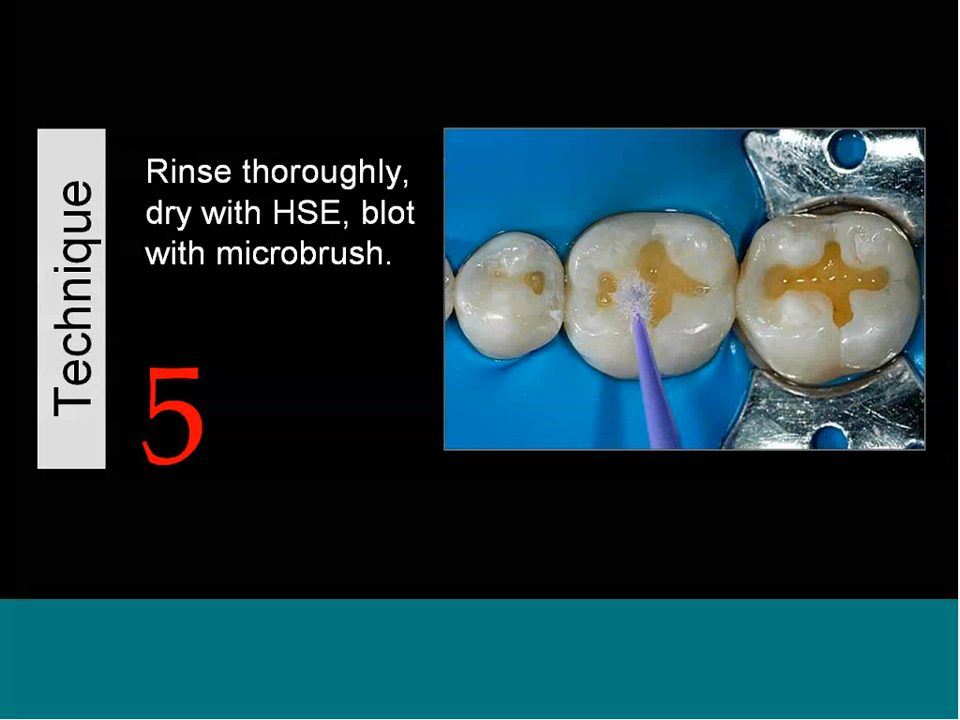 Technique
Rinse thoroughly,
dry with HSE, blot
with microbrush.
5